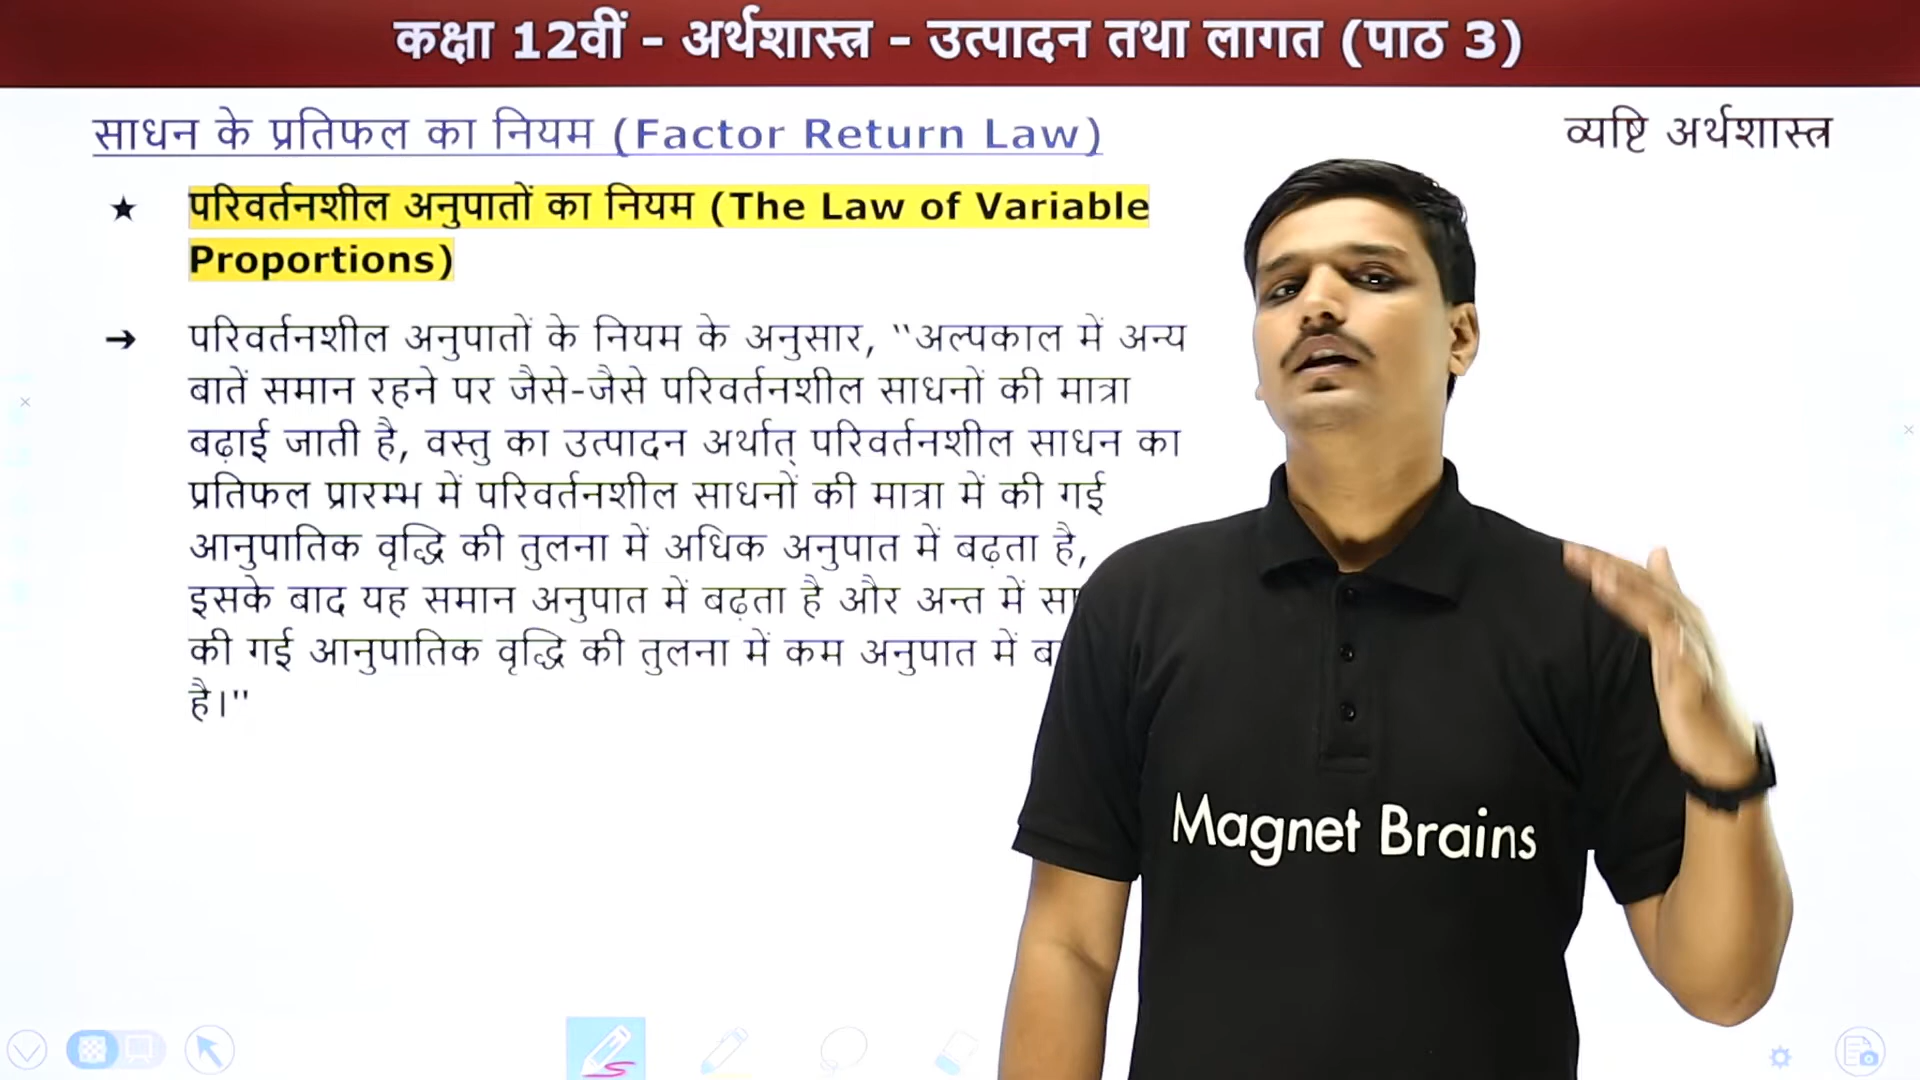 कक्षा 12वीं - अर्थशास्त्र - उत्पादन तथा लागत (पाठ 3)
साधन के प्रतिफल का नियम (Factor Return Law)
व्यष्टि अर्थशास्त्र
★ परिवर्तनशील अनुपातों का नियम (The Law of Variable
Proportions)
➔ परिवर्तनशील अनुपातों के नियम के अनुसार, ''अल्पकाल में अन्य
बातें समान रहने पर जैसे-जैसे परिवर्तनशील साधनों की मात्रा
बढ़ाई जाती है, वस्तु का उत्पादन अर्थात् परिवर्तनशील साधन का
प्रतिफल प्रारम्भ में परिवर्तनशील साधनों की मात्रा में की गई
आनुपातिक वृद्धि की तुलना में अधिक अनुपात में बढ़ता है,
इसके बाद यह समान अनुपात में बढ़ता है और अन्त में
की गई आनुपातिक वृद्धि की तुलना में कम अनुपात में
है।''
Magnet Brains